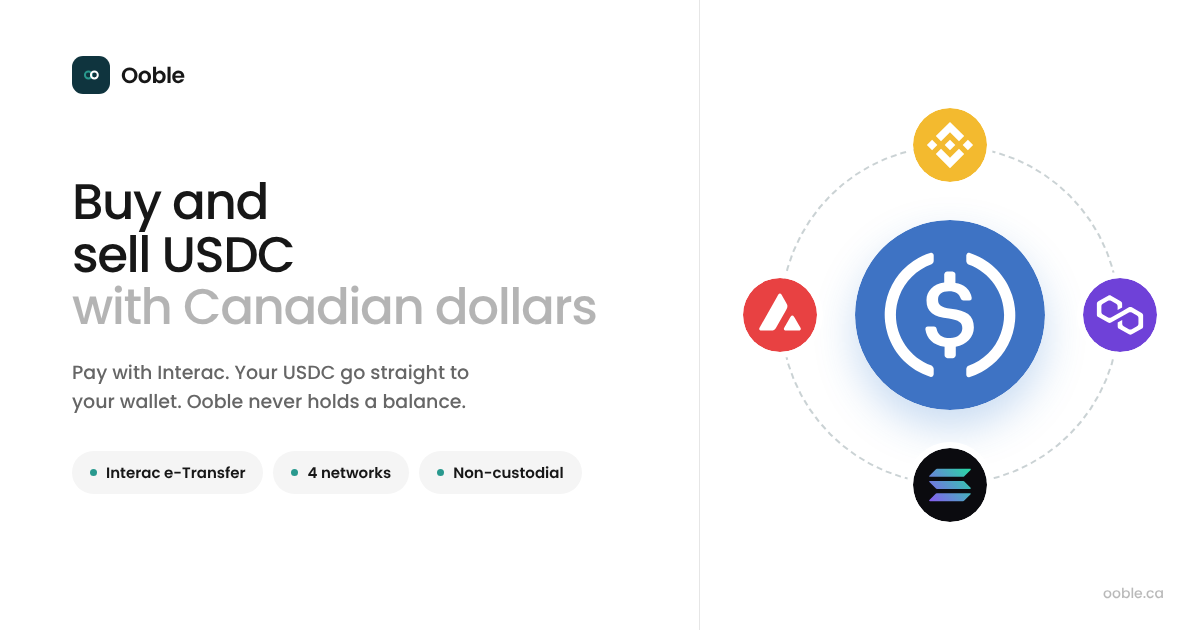 Ooble
Buy and
sell USDC
with Canadian dollars
Pay with Interac. Your USDC go straight to
your wallet. Ooble never holds a balance.
Interac e-Transfer
4 networks
Non-custodial
$
ooble.ca